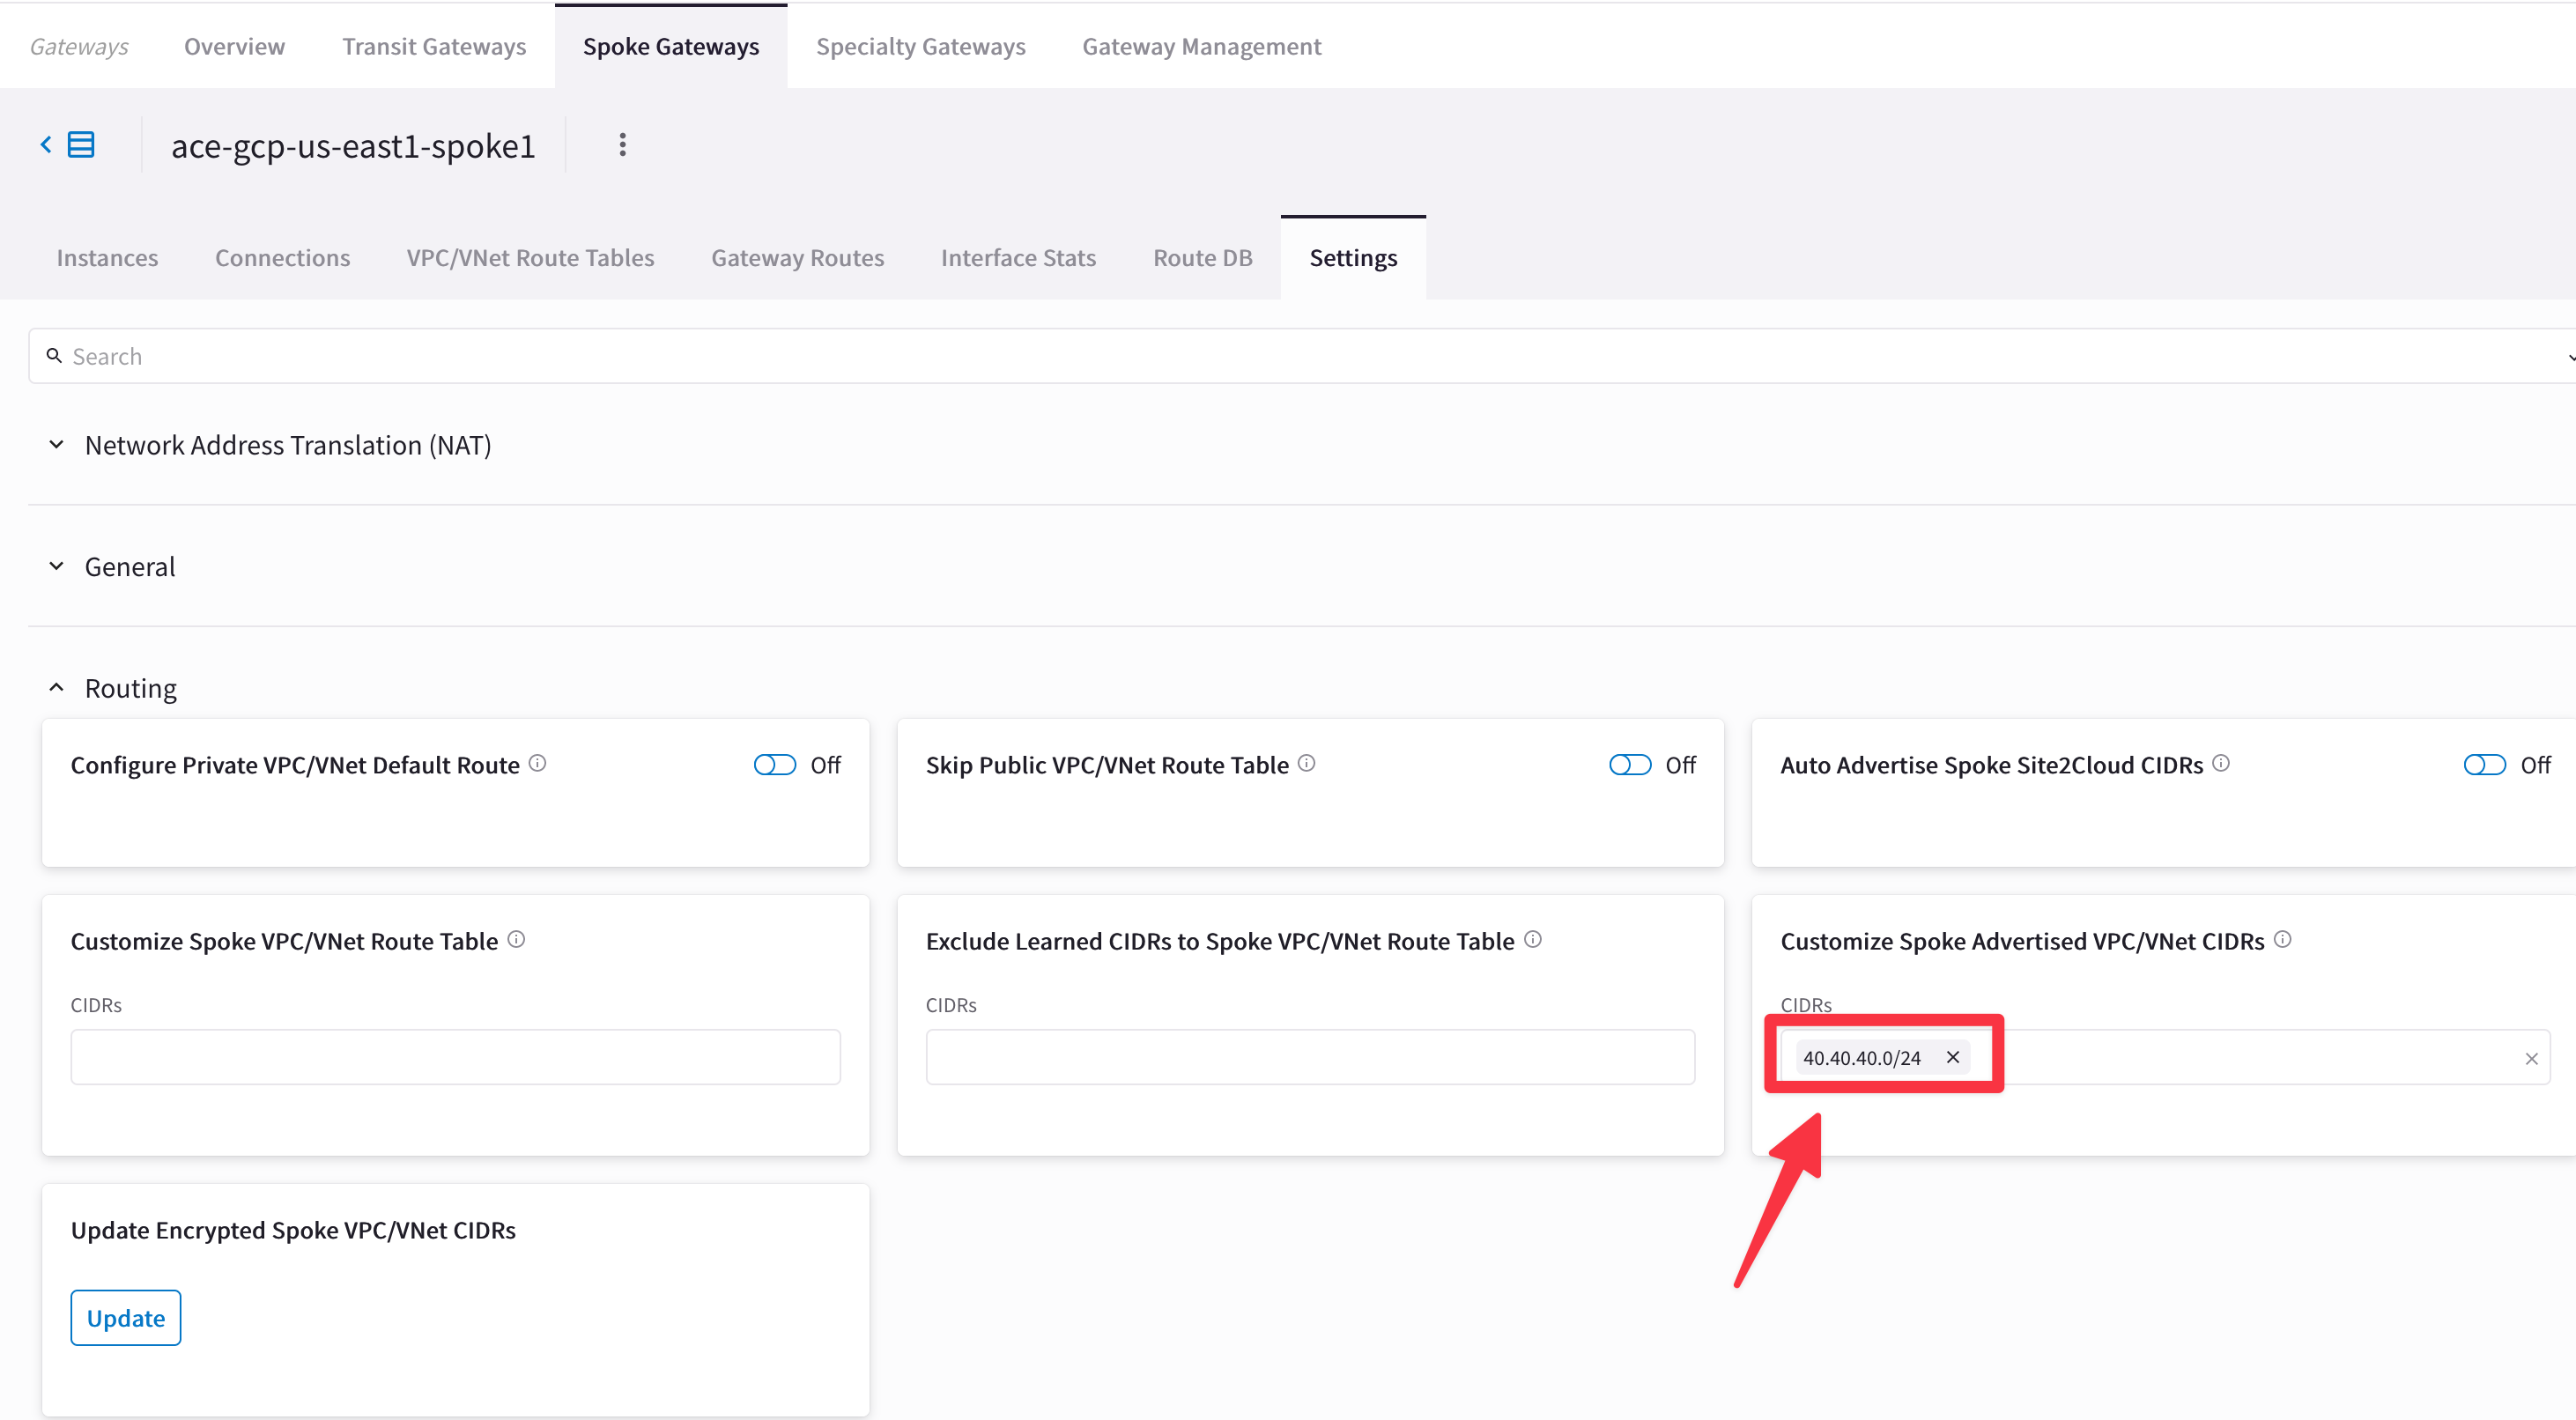 Gateways Overview Transit Gateways Spoke Gateways Specialty Gateways Gateway Management
ace-gcp-us-east1-spoke1
Instances Connections VPC/VNet Route Tables Gateway Routes Interface Stats Route DB Settings
Search
Network Address Translation (NAT)
General
Routing
Configure Private VPC/VNet Default Route Off
Skip Public VPC/VNet Route Table Off
Auto Advertise Spoke Site2Cloud CIDRs Off
Customize Spoke VPC/VNet Route Table
CIDRs
Exclude Learned CIDRs to Spoke VPC/VNet Route Table
CIDRs
Customize Spoke Advertised VPC/VNet CIDRs
CIDRs
40.40.40.0/24
Update Encrypted Spoke VPC/VNet CIDRs
Update